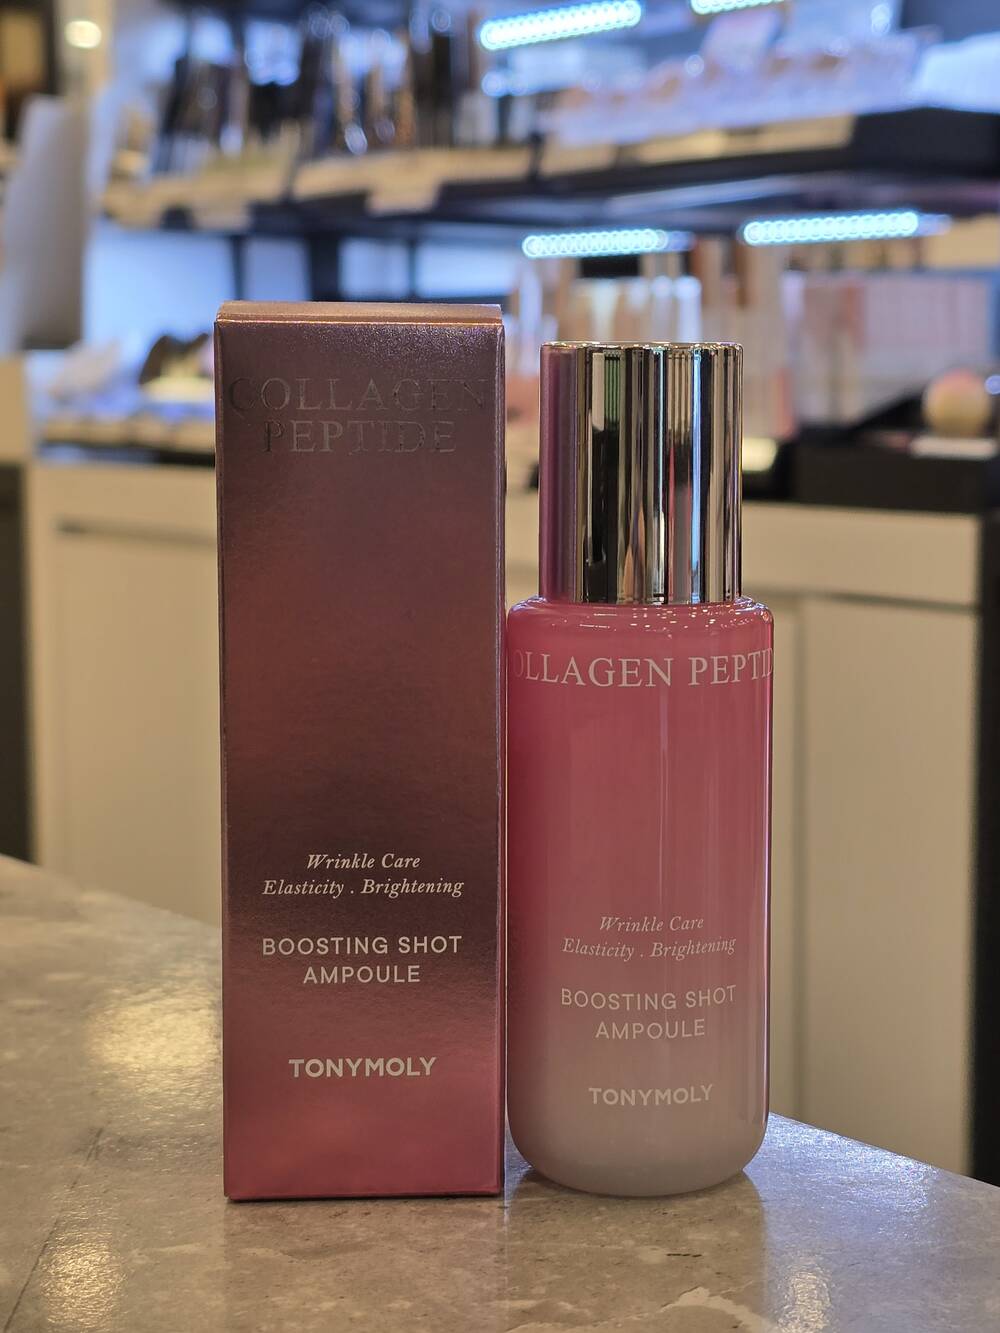 COLLAGEN
PEPTIDE
Wrinkle Care
Elasticity . Brightening
BOOSTING SHOT
AMPOULE
TONYMOLY
OLLAGEN PEPTID
Wrinkle Care
Elasticity . Brightening
BOOSTING SHOT
AMPOULE
TONYMOLY